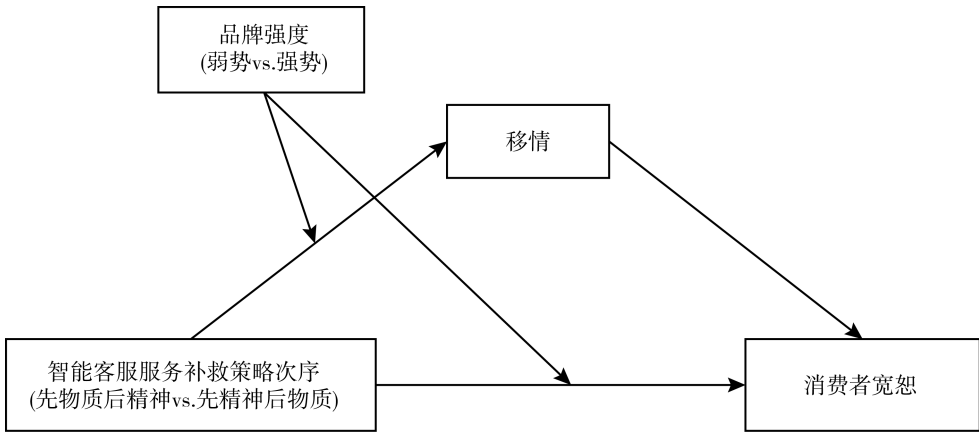 品牌强度
(弱势vs.强势)
移情
智能客服服务补救策略次序
(先物质后精神vs.先精神后物质)
消费者宽恕